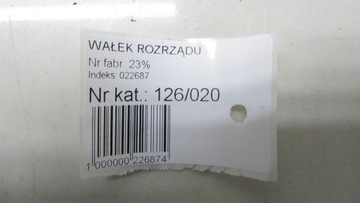 WAŁEK ROZRZĄDU
Nr fabr. 23%
Indeks. 022687
Nr kat.: 126/020
1 000000 226874